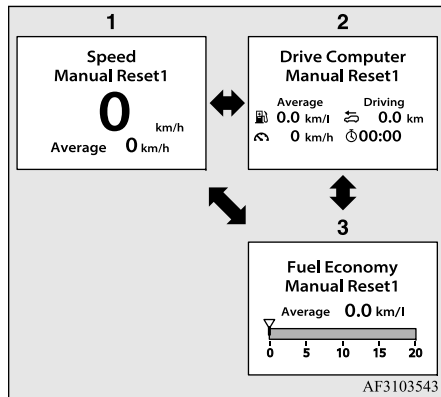 1
Speed
Manual Reset1
0
km/h
Average 0 km/h
2
Drive Computer
Manual Reset1
Average Driving
0.0 km/l 0.0 km
0 km/h 00:00
3
Fuel Economy
Manual Reset1
Average 0.0 km/l
0 5 10 15 20
AF3103543